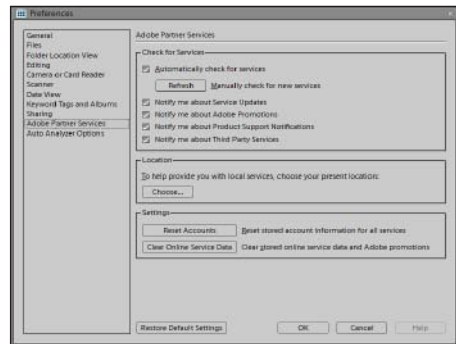 Preferences
General
Files
Folder Location View
Editing
Camera or Card Reader
Scanner
Date View
Keyword Tags and Albums
Sharing
Adobe Partner Services
Auto Analyzer Options
Adobe Partner Services
Check for Services
Automatically check for services
Refresh Manually check for new services
Notify me about Service Updates
Notify me about Adobe Promotions
Notify me about Product Support Notifications
Notify me about Third Party Services
Location
To help provide you with local services, choose your present location:
Choose...
Settings
Reset Accounts Reset stored account information for all services
Clear Online Service Data Clear stored online service data and Adobe promotions
Restore Default Settings OK Cancel Help